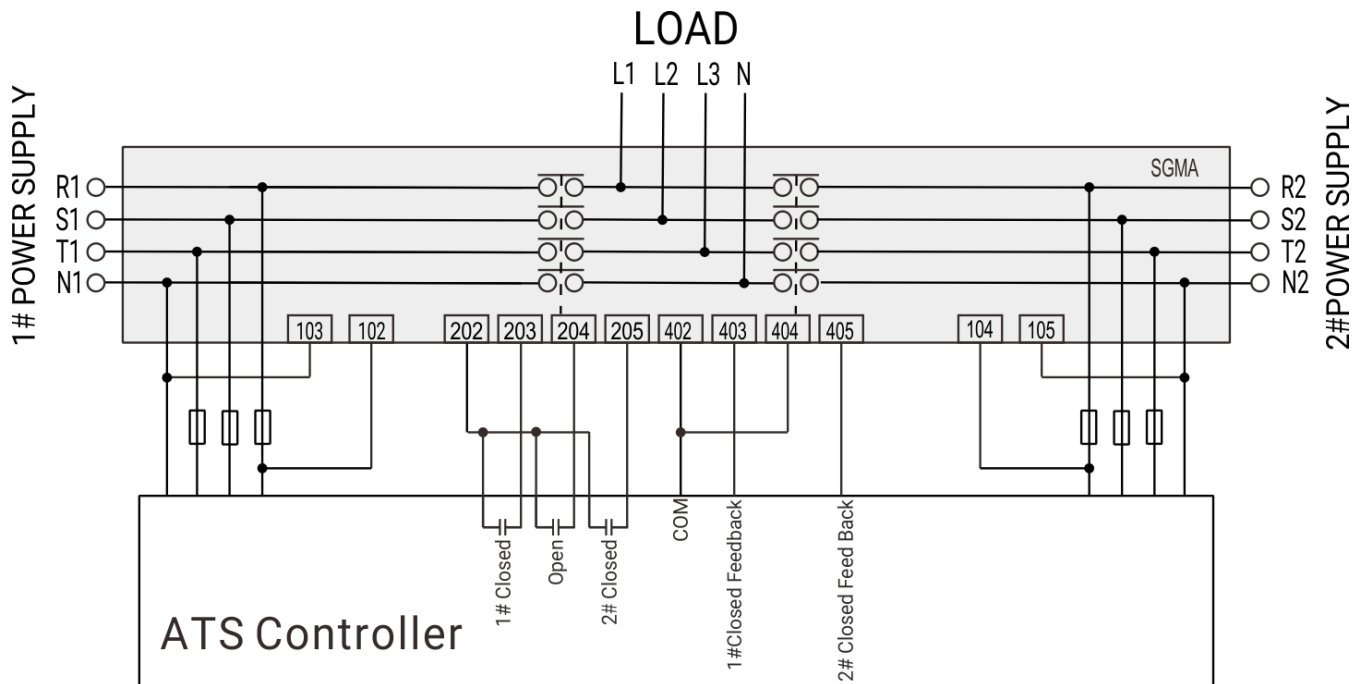 LOAD
L1 L2 L3 N
1# POWER SUPPLY
2#POWER SUPPLY
SGMA
R1 R2
S1 S2
T1 T2
N1 N2
103 102 202 203 204 205 402 403 404 405 104 105
1# Closed
Open
2# Closed
COM
1#Closed Feedback
2# Closed Feed Back
ATS Controller